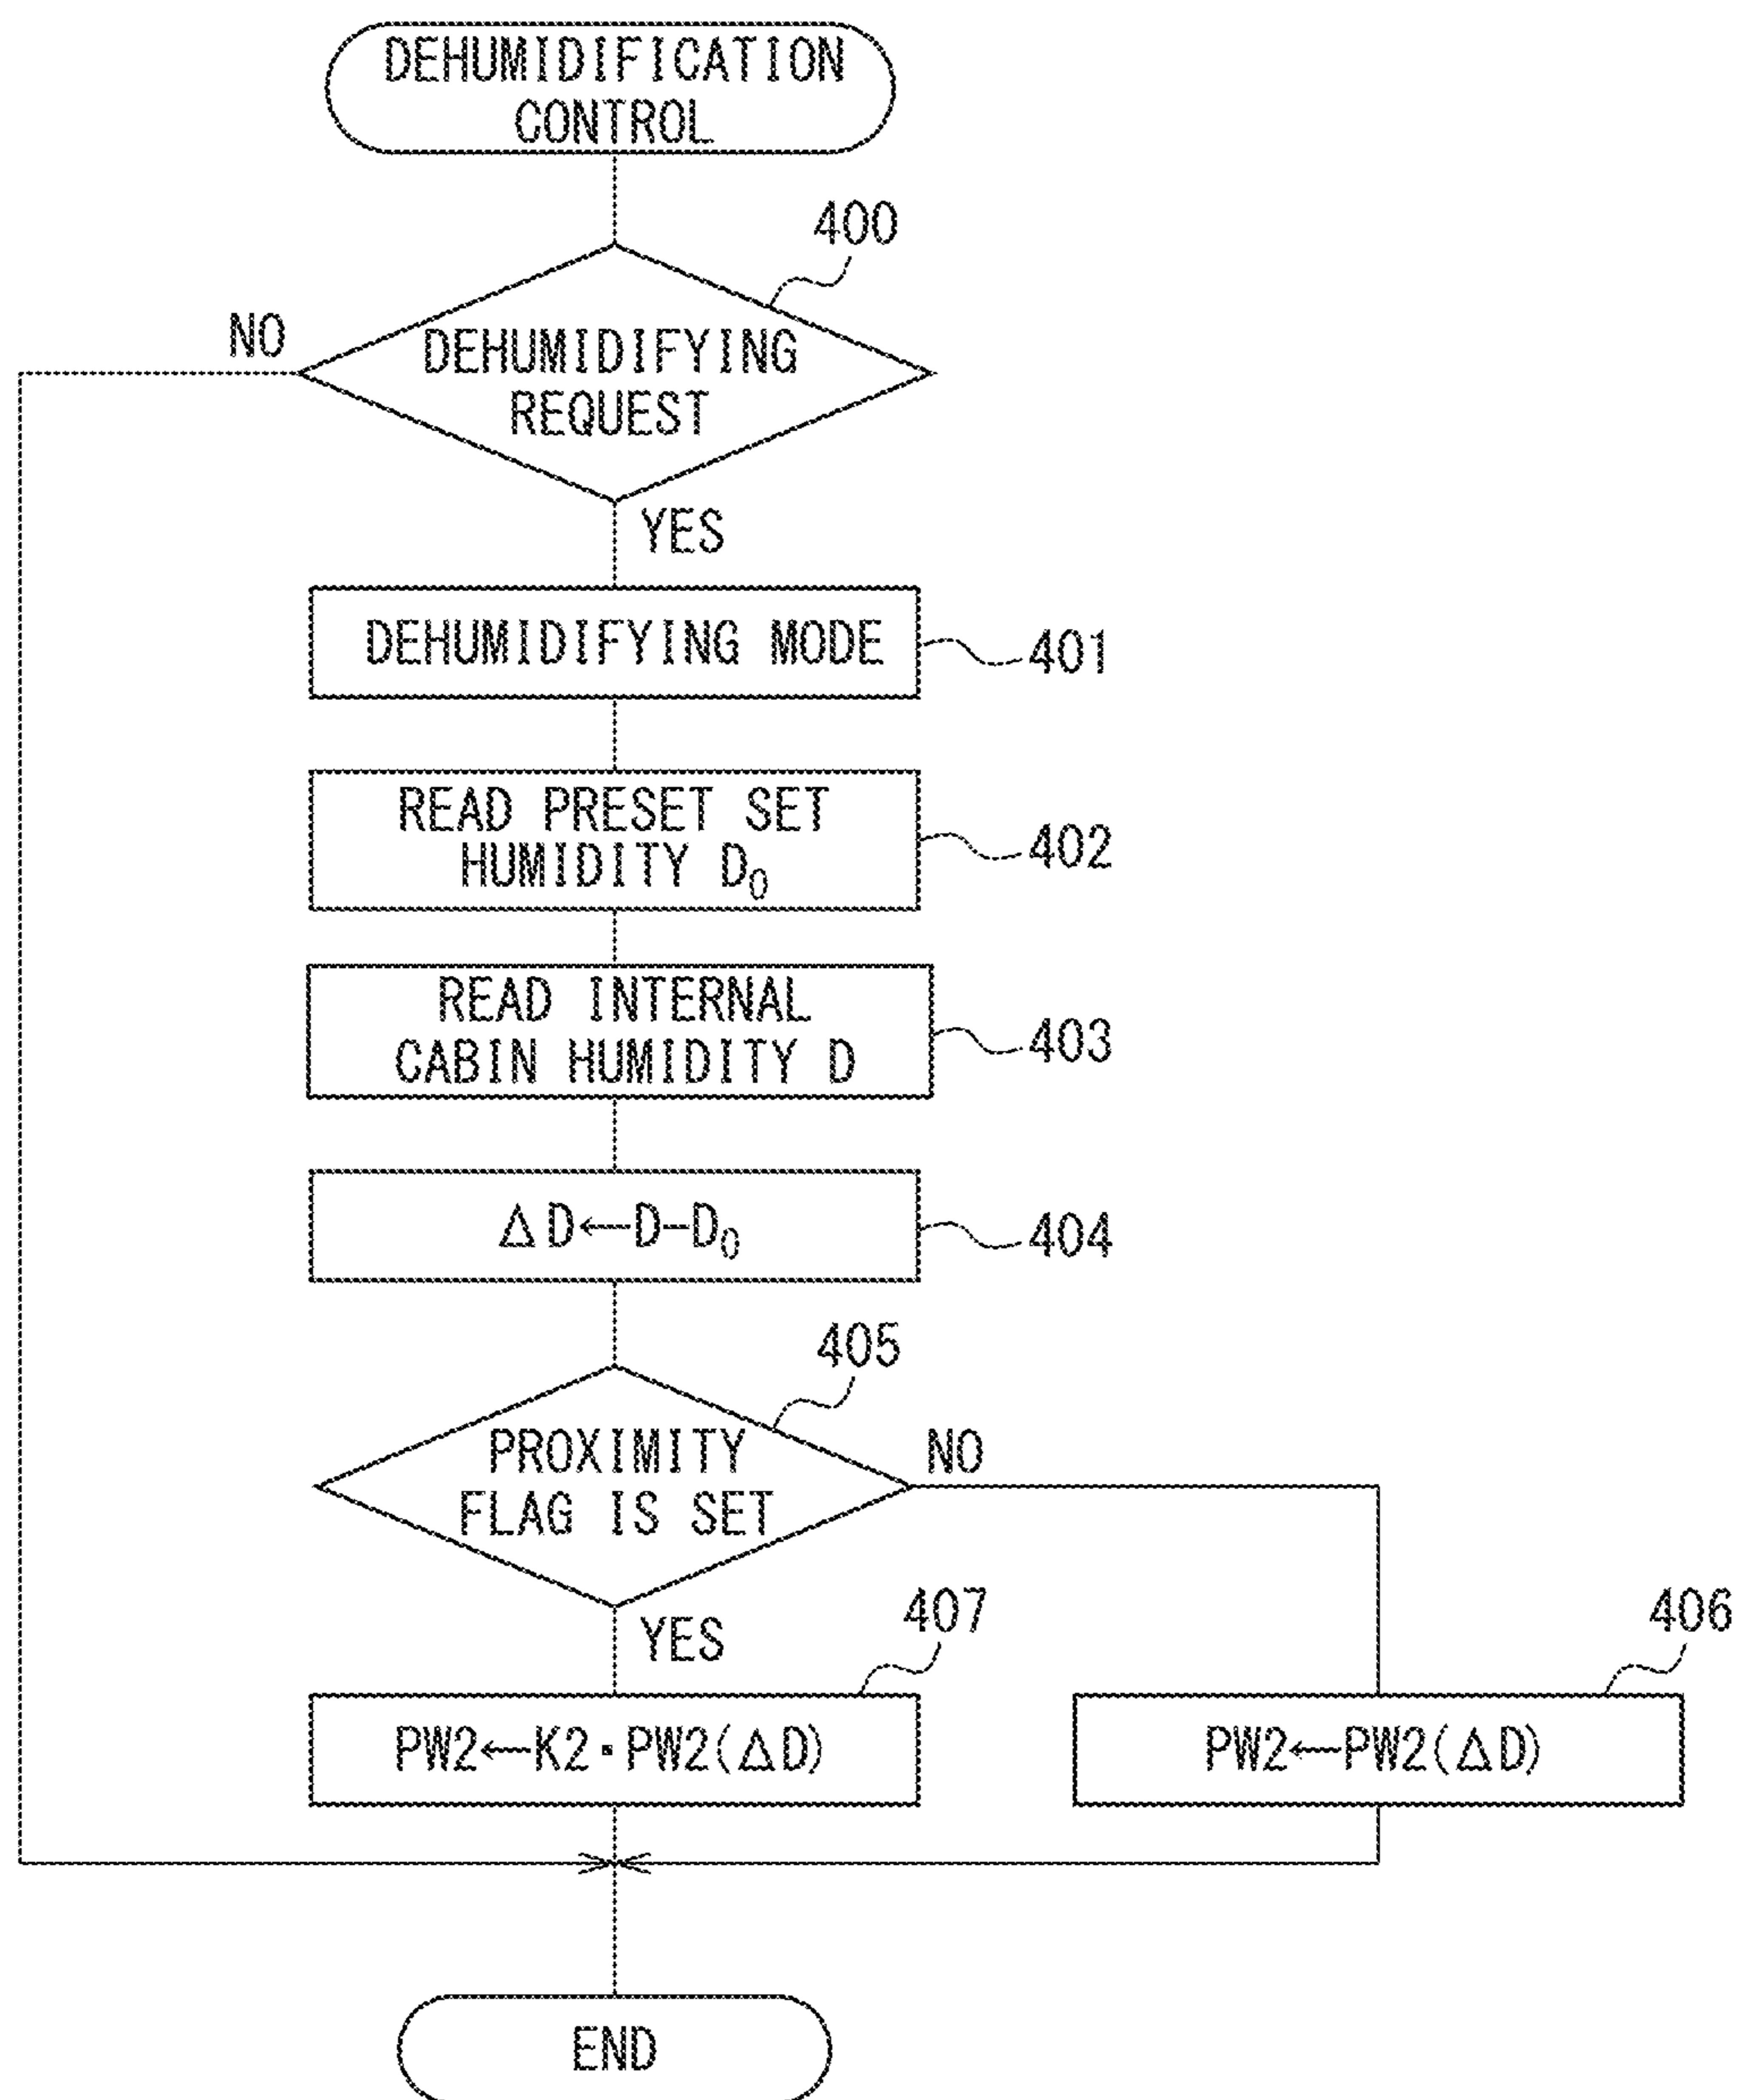 DEHUMIDIFICATION
CONTROL
400
NO
DEHUMIDIFYING
REQUEST
YES
DEHUMIDIFYING MODE
401
READ PRESET SET
HUMIDITY D₀
402
READ INTERNAL
CABIN HUMIDITY D
403
ΔD←D−D₀
404
405
PROXIMITY
FLAG IS SET
NO
YES
407
406
PW2←K2・PW2(ΔD)
PW2←PW2(ΔD)
END